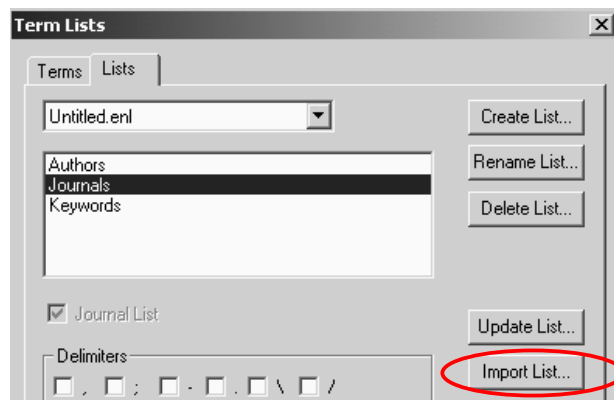 Term Lists
Terms Lists
Untitled.enl
Create List...
Authors
Journals
Keywords
Rename List...
Delete List...
Journal List
Update List...
Delimiters
Import List...
, ; - . \ /